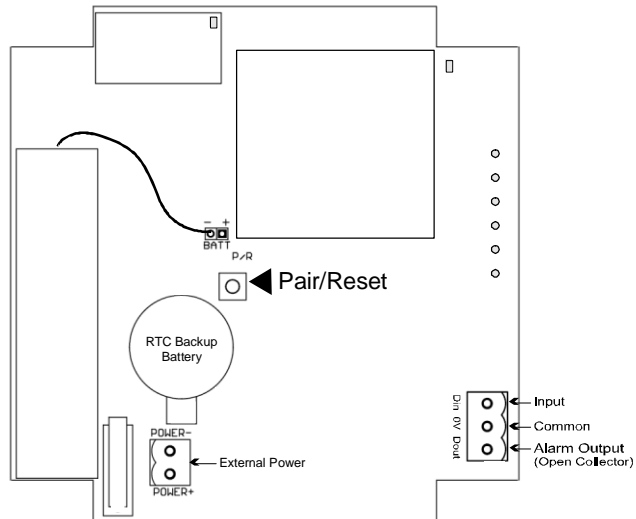 - +
BATT
P/R
Pair/Reset
RTC Backup
Battery
POWER-
External Power
POWER+
Din 0V Dout
Input
Common
Alarm Output
(Open Collector)